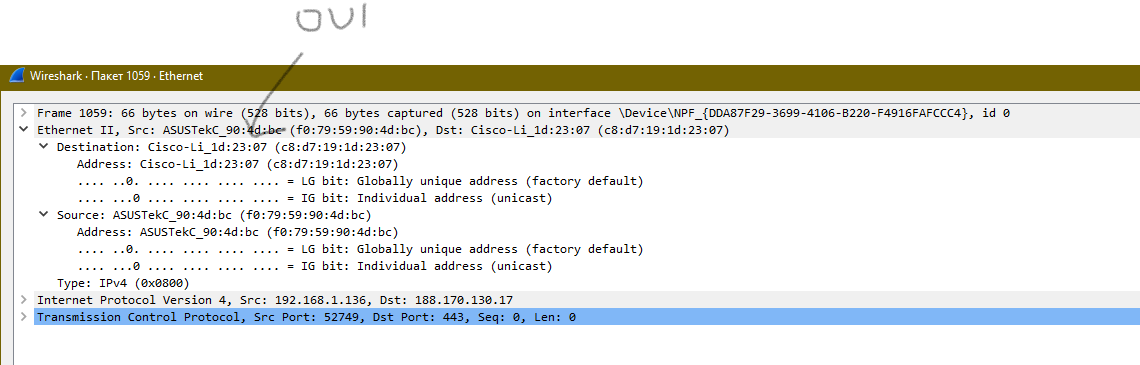 OUI
Wireshark · Пакет 1059 · Ethernet
Frame 1059: 66 bytes on wire (528 bits), 66 bytes captured (528 bits) on interface \Device\NPF_{DDA87F29-3699-4106-B220-F4916FAFCCC4}, id 0
Ethernet II, Src: ASUSTekC_90:4d:bc (f0:79:59:90:4d:bc), Dst: Cisco-Li_1d:23:07 (c8:d7:19:1d:23:07)
Destination: Cisco-Li_1d:23:07 (c8:d7:19:1d:23:07)
Address: Cisco-Li_1d:23:07 (c8:d7:19:1d:23:07)
.... ..0. .... .... .... .... = LG bit: Globally unique address (factory default)
.... ...0 .... .... .... .... = IG bit: Individual address (unicast)
Source: ASUSTekC_90:4d:bc (f0:79:59:90:4d:bc)
Address: ASUSTekC_90:4d:bc (f0:79:59:90:4d:bc)
.... ..0. .... .... .... .... = LG bit: Globally unique address (factory default)
.... ...0 .... .... .... .... = IG bit: Individual address (unicast)
Type: IPv4 (0x0800)
Internet Protocol Version 4, Src: 192.168.1.136, Dst: 188.170.130.17
Transmission Control Protocol, Src Port: 52749, Dst Port: 443, Seq: 0, Len: 0